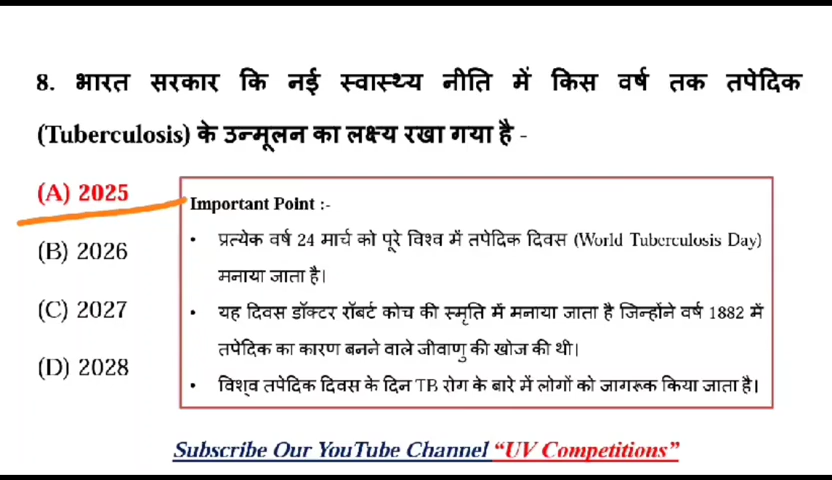 8. भारत सरकार कि नई स्वास्थ्य नीति में किस वर्ष तक तपेदिक
(Tuberculosis) के उन्मूलन का लक्ष्य रखा गया है -
(A) 2025
(B) 2026
(C) 2027
(D) 2028
Important Point :-
• प्रत्येक वर्ष 24 मार्च को पूरे विश्व में तपेदिक दिवस (World Tuberculosis Day)
मनाया जाता है।
• यह दिवस डॉक्टर रॉबर्ट कोच की स्मृति में मनाया जाता है जिन्होंने वर्ष 1882 में
तपेदिक का कारण बनने वाले जीवाणु की खोज की थी।
• विश्व तपेदिक दिवस के दिन TB रोग के बारे में लोगों को जागरूक किया जाता है।
Subscribe Our YouTube Channel “UV Competitions”